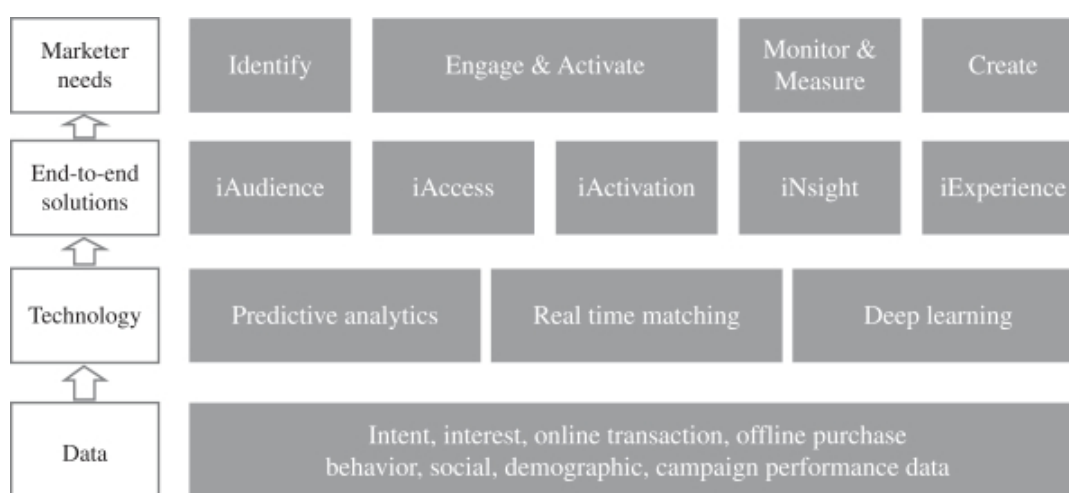 Marketer
needs
Identify
Engage & Activate
Monitor &
Measure
Create
End-to-end
solutions
iAudience
iAccess
iActivation
iNsight
iExperience
Technology
Predictive analytics
Real time matching
Deep learning
Data
Intent, interest, online transaction, offline purchase
behavior, social, demographic, campaign performance data